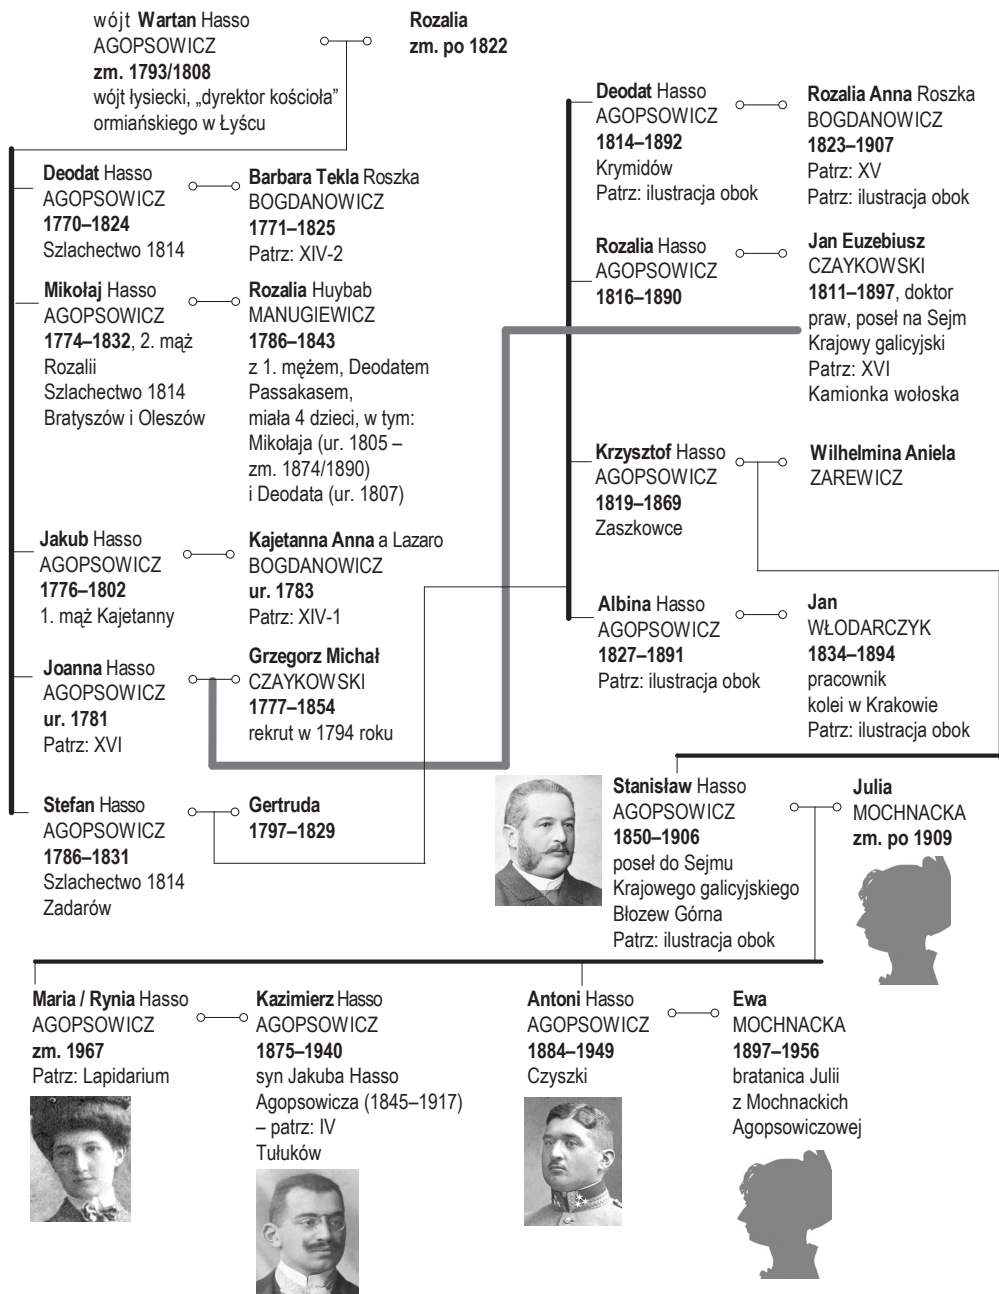 wójt Wartan Hasso
AGOPSOWICZ
zm. 1793/1808
wójt łysiecki, „dyrektor kościoła”
ormiańskiego w Łyścu
Rozalia
zm. po 1822
Deodat Hasso
AGOPSOWICZ
1770–1824
Szlachectwo 1814
Barbara Tekla Roszka
BOGDANOWICZ
1771–1825
Patrz: XIV-2
Mikołaj Hasso
AGOPSOWICZ
1774–1832, 2. mąż
Rozalii
Szlachectwo 1814
Bratyszów i Oleszów
Rozalia Huybab
MANUGIEWICZ
1786–1843
z 1. mężem, Deodatem
Passakasem,
miała 4 dzieci, w tym:
Mikołaja (ur. 1805 –
zm. 1874/1890)
i Deodata (ur. 1807)
Jakub Hasso
AGOPSOWICZ
1776–1802
1. mąż Kajetanny
Kajetanna Anna a Lazaro
BOGDANOWICZ
ur. 1783
Patrz: XIV-1
Joanna Hasso
AGOPSOWICZ
ur. 1781
Patrz: XVI
Grzegorz Michał
CZAYKOWSKI
1777–1854
rekrut w 1794 roku
Stefan Hasso
AGOPSOWICZ
1786–1831
Szlachectwo 1814
Zadarów
Gertruda
1797–1829
Deodat Hasso
AGOPSOWICZ
1814–1892
Krymidów
Patrz: ilustracja obok
Rozalia Anna Roszka
BOGDANOWICZ
1823–1907
Patrz: XV
Patrz: ilustracja obok
Rozalia Hasso
AGOPSOWICZ
1816–1890
Jan Euzebiusz
CZAYKOWSKI
1811–1897, doktor
praw, poseł na Sejm
Krajowy galicyjski
Patrz: XVI
Kamionka wołoska
Krzysztof Hasso
AGOPSOWICZ
1819–1869
Zaszkowce
Wilhelmina Aniela
ZAREWICZ
Albina Hasso
AGOPSOWICZ
1827–1891
Patrz: ilustracja obok
Jan
WŁODARCZYK
1834–1894
pracownik
kolei w Krakowie
Patrz: ilustracja obok
Stanisław Hasso
AGOPSOWICZ
1850–1906
poseł do Sejmu
Krajowego galicyjskiego
Błozew Górna
Patrz: ilustracja obok
Julia
MOCHNACKA
zm. po 1909
Maria / Rynia Hasso
AGOPSOWICZ
zm. 1967
Patrz: Lapidarium
Kazimierz Hasso
AGOPSOWICZ
1875–1940
syn Jakuba Hasso
Agopsowicza (1845–1917)
– patrz: IV
Tułuków
Antoni Hasso
AGOPSOWICZ
1884–1949
Czyszki
Ewa
MOCHNACKA
1897–1956
bratanica Julii
z Mochnackich
Agopsowiczowej